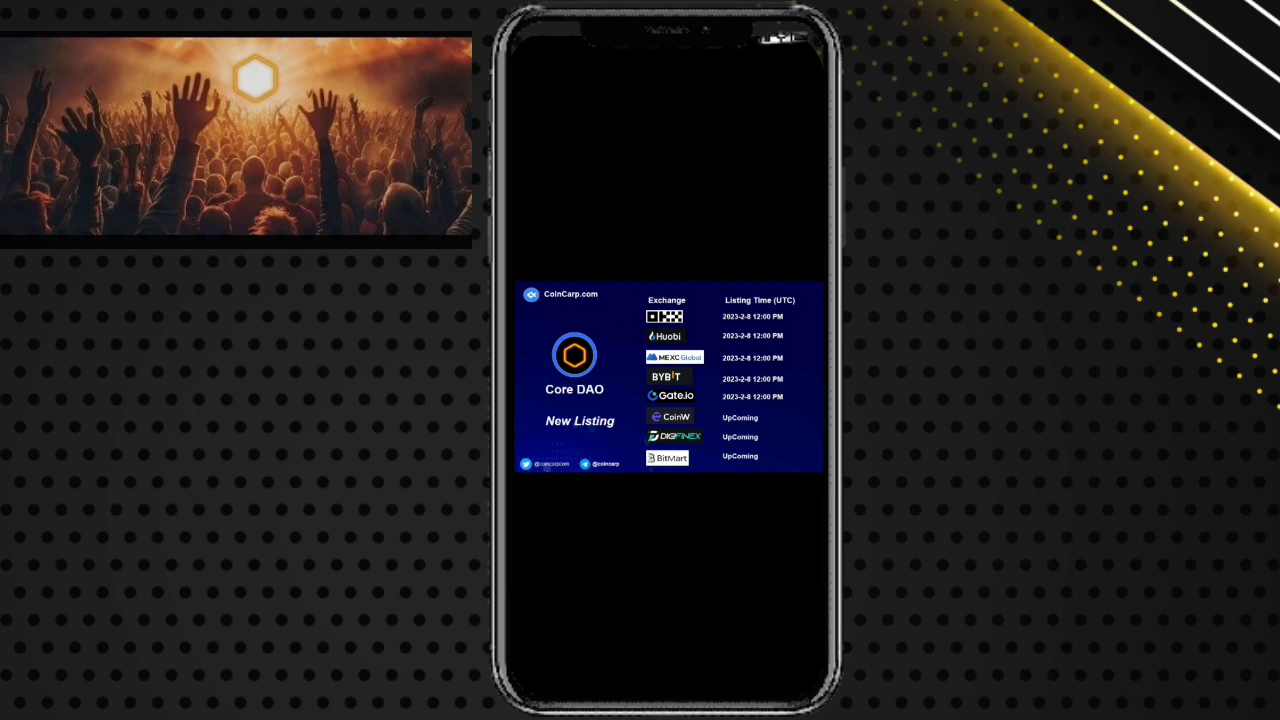 CoinCarp.com
Core DAO
New Listing
@coincarpcom @coincarp
Exchange Listing Time (UTC)
OKX 2023-2-8 12:00 PM
Huobi 2023-2-8 12:00 PM
MEXC Global 2023-2-8 12:00 PM
BYBIT 2023-2-8 12:00 PM
Gate.io 2023-2-8 12:00 PM
CoinW UpComing
DIGIFINEX UpComing
BitMart UpComing